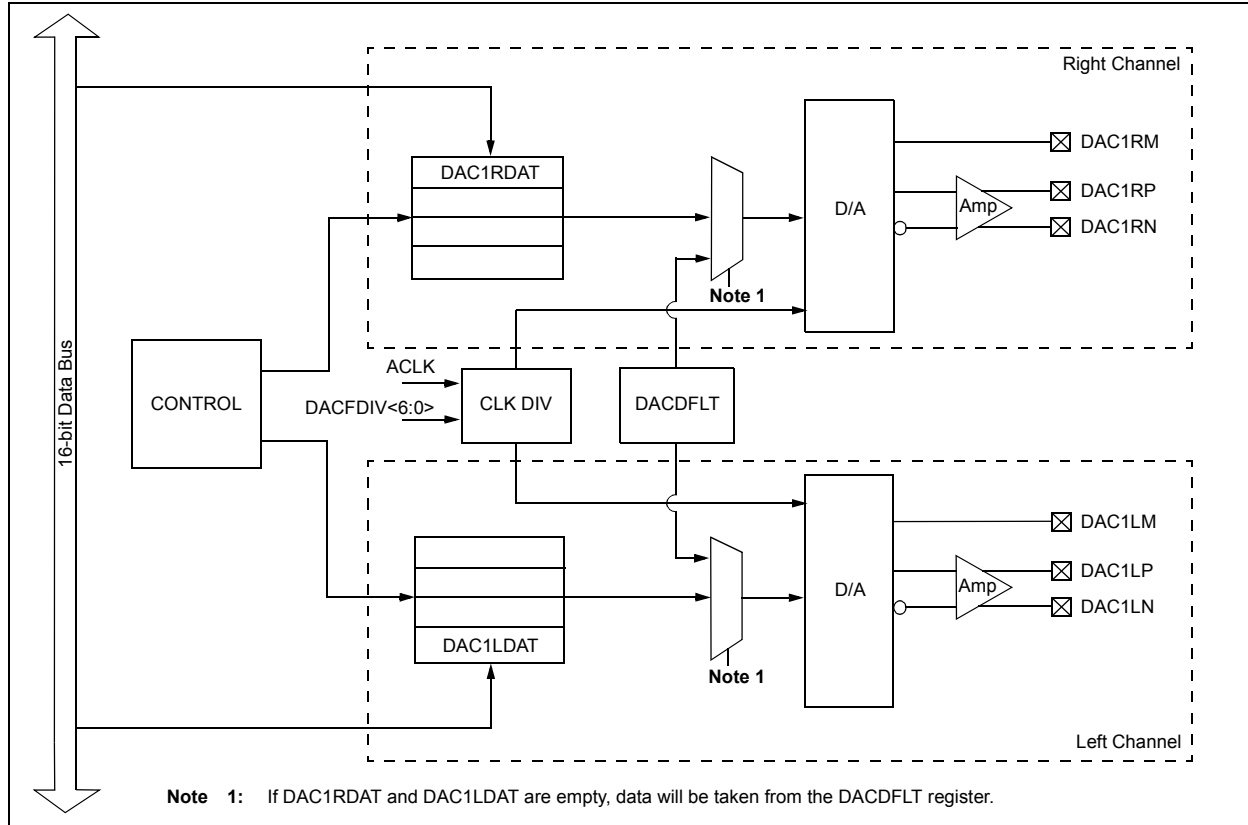 Right Channel
DAC1RDAT
D/A
DAC1RM
Amp
DAC1RP
DAC1RN
Note 1
16-bit Data Bus
CONTROL
ACLK
DACFDIV<6:0>
CLK DIV
DACDFLT
D/A
DAC1LM
Amp
DAC1LP
DAC1LN
DAC1LDAT
Note 1
Left Channel
Note 1: If DAC1RDAT and DAC1LDAT are empty, data will be taken from the DACDFLT register.